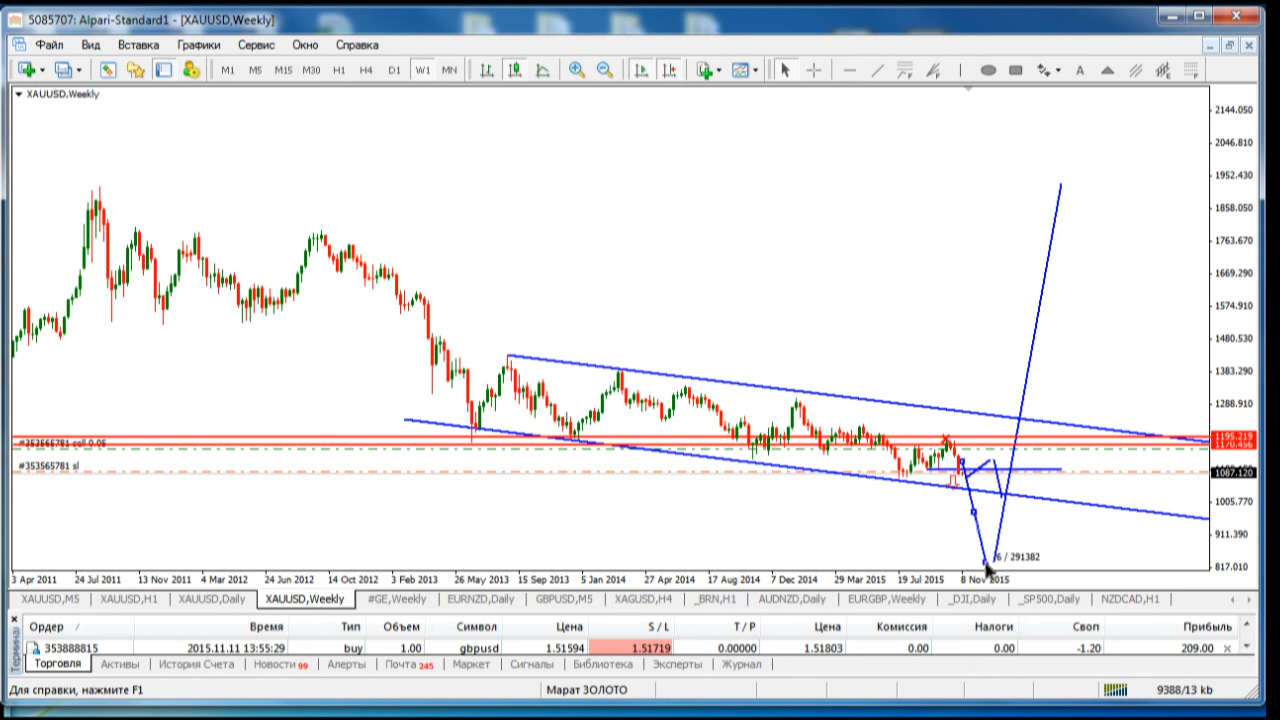 5085707: Alpari-Standard1 - [XAUUSD,Weekly]
Файл Вид Вставка Графики Сервис Окно Справка
M1 M5 M15 M30 H1 H4 D1 W1 MN A
XAUUSD,Weekly
2144.050
2046.810
1952.430
1858.050
1763.670
1669.290
1574.910
1480.530
1383.290
1288.910
1195.219
#353565781 sl
1087.120
1005.770
911.390
6 / 291382
817.010
3 Apr 2011 24 Jul 2011 13 Nov 2011 4 Mar 2012 24 Jun 2012 14 Oct 2012 3 Feb 2013 26 May 2013 15 Sep 2013 5 Jan 2014 27 Apr 2014 17 Aug 2014 7 Dec 2014 29 Mar 2015 19 Jul 2015 8 Nov 2015
XAUUSD,M5 XAUUSD,H1 XAUUSD,Daily XAUUSD,Weekly #GE,Weekly EURNZD,Daily GBPUSD,M5 XAGUSD,H4 _BRN,H1 AUDNZD,Daily EURGBP,Weekly _DJI,Daily _SP500,Daily NZDCAD,H1
Ордер / Время Тип Объем Символ Цена S / L T / P Цена Комиссия Налоги Своп Прибыль
353888815 2015.11.11 13:55:29 buy 1.00 gbpusd 1.51594 1.51719 0.00000 1.51803 0.00 0.00 -1.20 209.00
Терминал
Торговля Активы История Счета Новости 99 Алерты Почта 245 Маркет Сигналы Библиотека Эксперты Журнал
Для справки, нажмите F1 Марат ЗОЛОТО 9388/13 kb